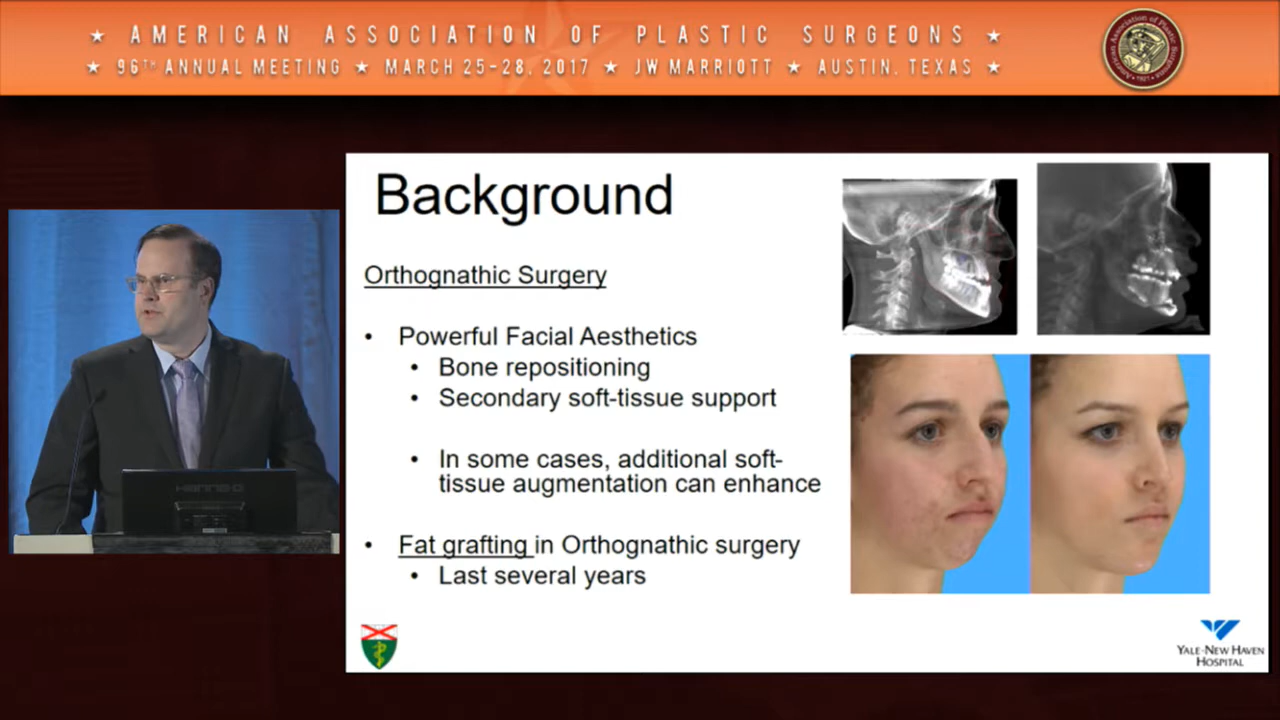 ★ AMERICAN ASSOCIATION OF PLASTIC SURGEONS ★
★ 96TH ANNUAL MEETING ★ MARCH 25-28, 2017 ★ JW MARRIOTT ★ AUSTIN, TEXAS ★
Background
Orthognathic Surgery
• Powerful Facial Aesthetics
• Bone repositioning
• Secondary soft-tissue support
• In some cases, additional soft-
tissue augmentation can enhance
• Fat grafting in Orthognathic surgery
• Last several years
YALE-NEW HAVEN
HOSPITAL